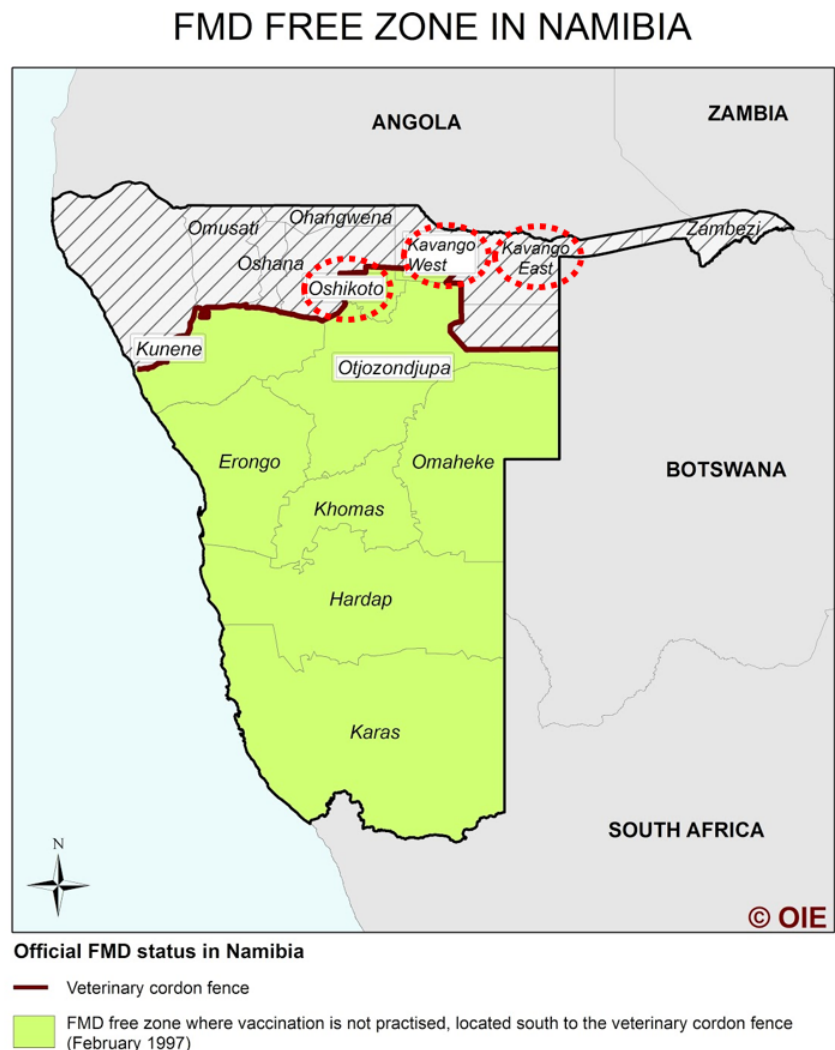 FMD FREE ZONE IN NAMIBIA
ANGOLA
ZAMBIA
Omusati
Ohangwena
Kavango
West
Kavango
East
Zambezi
Oshana
Oshikoto
Kunene
Otjozondjupa
Erongo
Omaheke
BOTSWANA
Khomas
Hardap
Karas
SOUTH AFRICA
N
© OIE
Official FMD status in Namibia
Veterinary cordon fence
FMD free zone where vaccination is not practised, located south to the veterinary cordon fence
(February 1997)